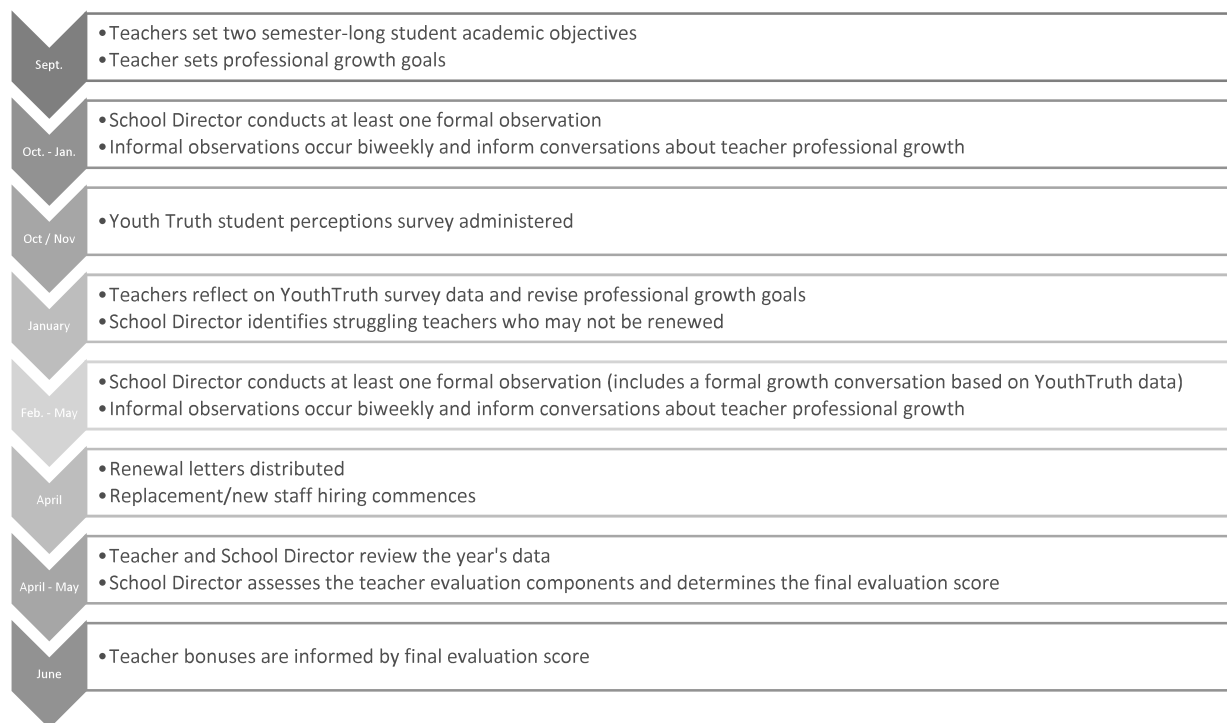 Sept.
•Teachers set two semester-long student academic objectives
•Teacher sets professional growth goals
Oct. - Jan.
•School Director conducts at least one formal observation
•Informal observations occur biweekly and inform conversations about teacher professional growth
Oct / Nov
•Youth Truth student perceptions survey administered
January
•Teachers reflect on YouthTruth survey data and revise professional growth goals
•School Director identifies struggling teachers who may not be renewed
Feb. - May
•School Director conducts at least one formal observation (includes a formal growth conversation based on YouthTruth data)
•Informal observations occur biweekly and inform conversations about teacher professional growth
April
•Renewal letters distributed
•Replacement/new staff hiring commences
April - May
•Teacher and School Director review the year's data
•School Director assesses the teacher evaluation components and determines the final evaluation score
June
•Teacher bonuses are informed by final evaluation score